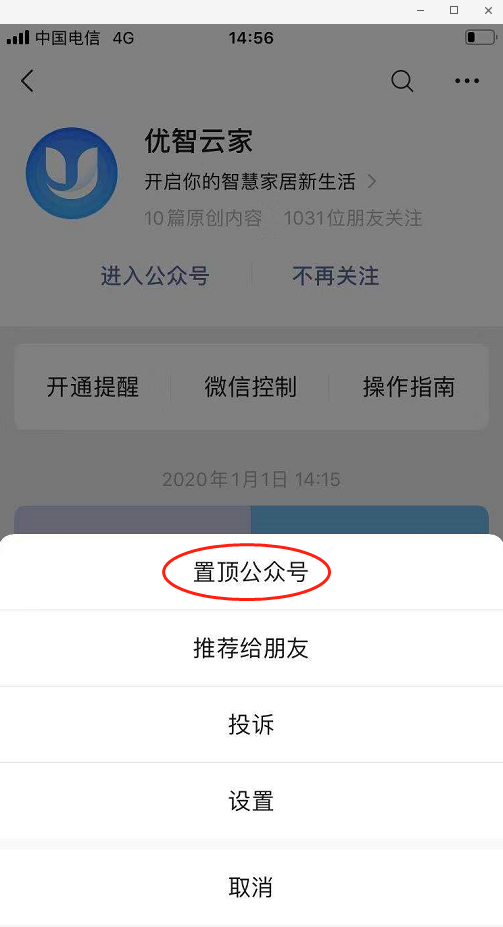 中国电信 4G 14:56
优智云家
开启你的智慧家居新生活
10篇原创内容 1031位朋友关注
进入公众号 不再关注
开通提醒 微信控制 操作指南
2020年1月1日 14:15
置顶公众号
推荐给朋友
投诉
设置
取消